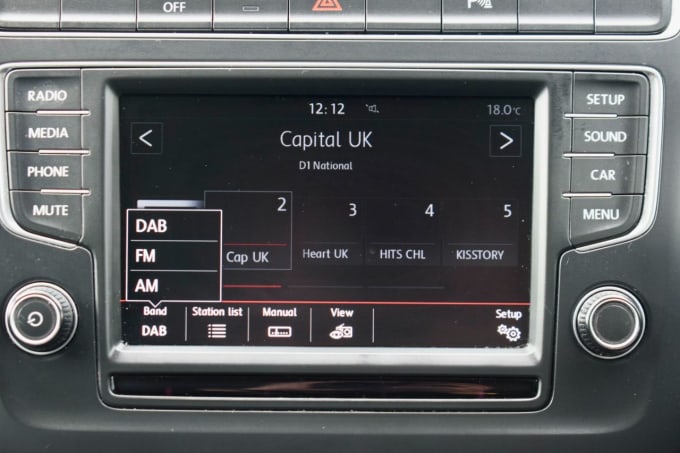 OFF
RADIO
MEDIA
PHONE
MUTE
12:12
18.0°C
Capital UK
D1 National
2
3
4
5
Cap UK
Heart UK
HITS CHL
KISSTORY
DAB
FM
AM
Band
DAB
Station list
Manual
View
Setup
SETUP
SOUND
CAR
MENU